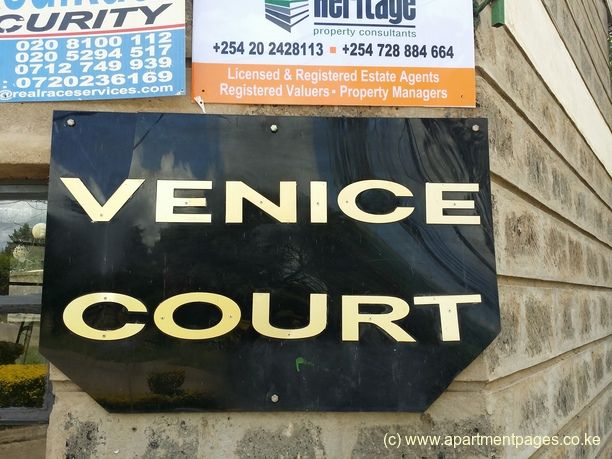 CURITY
020 8100 112
020 5294 517
0712 749 939
0720236169
@realraceservices.com
heritage
property consultants
+254 20 2428113 ▪ +254 728 884 664
Licensed & Registered Estate Agents
Registered Valuers ▪ Property Managers
VENICE
COURT
(c) www.apartmentpages.co.ke